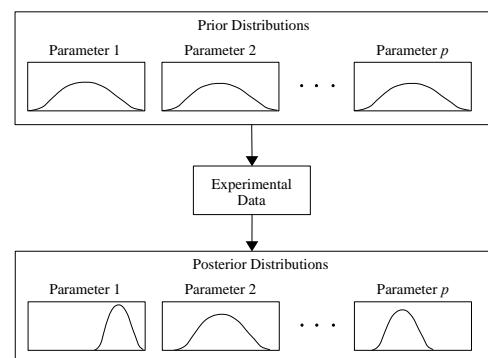 Prior Distributions
Parameter 1 Parameter 2 Parameter p
. . .
Experimental
Data
Posterior Distributions
Parameter 1 Parameter 2 Parameter p
. . .